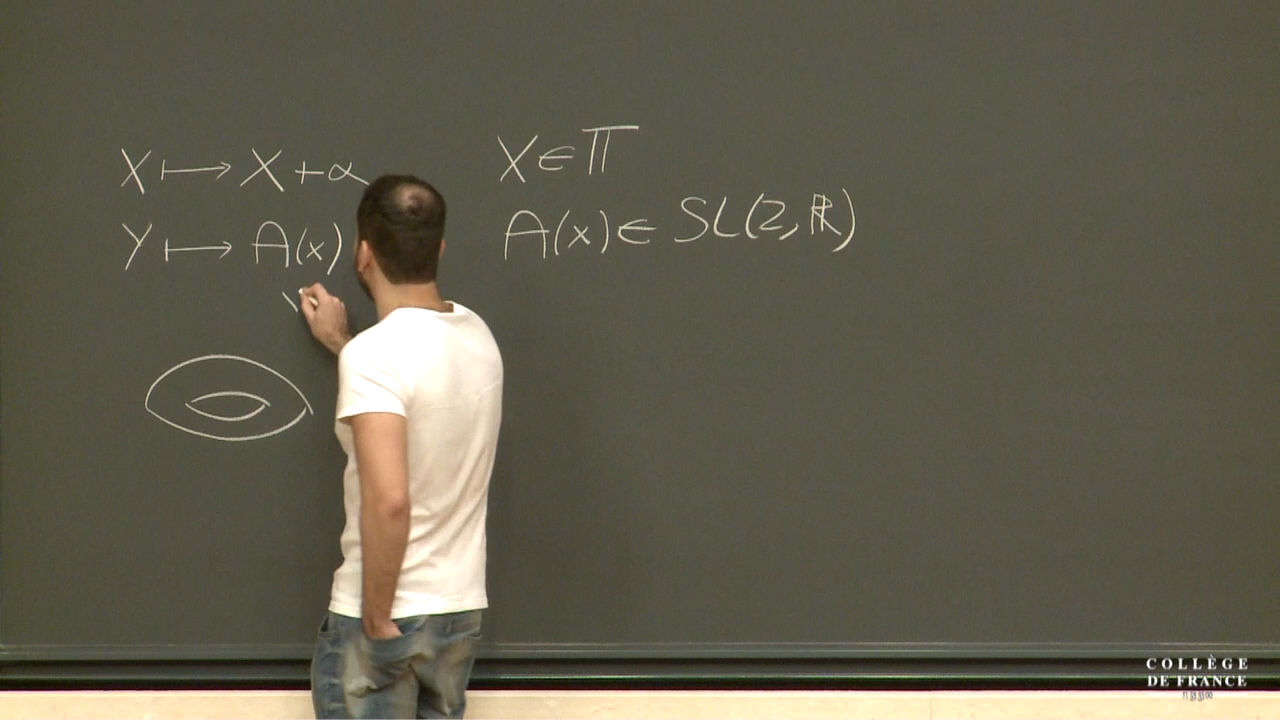 X ⟼ X + α
X ∈ 𝕋
Y ⟼ A(x)
A(x) ∈ SL(2, ℝ)
COLLÈGE
DE FRANCE